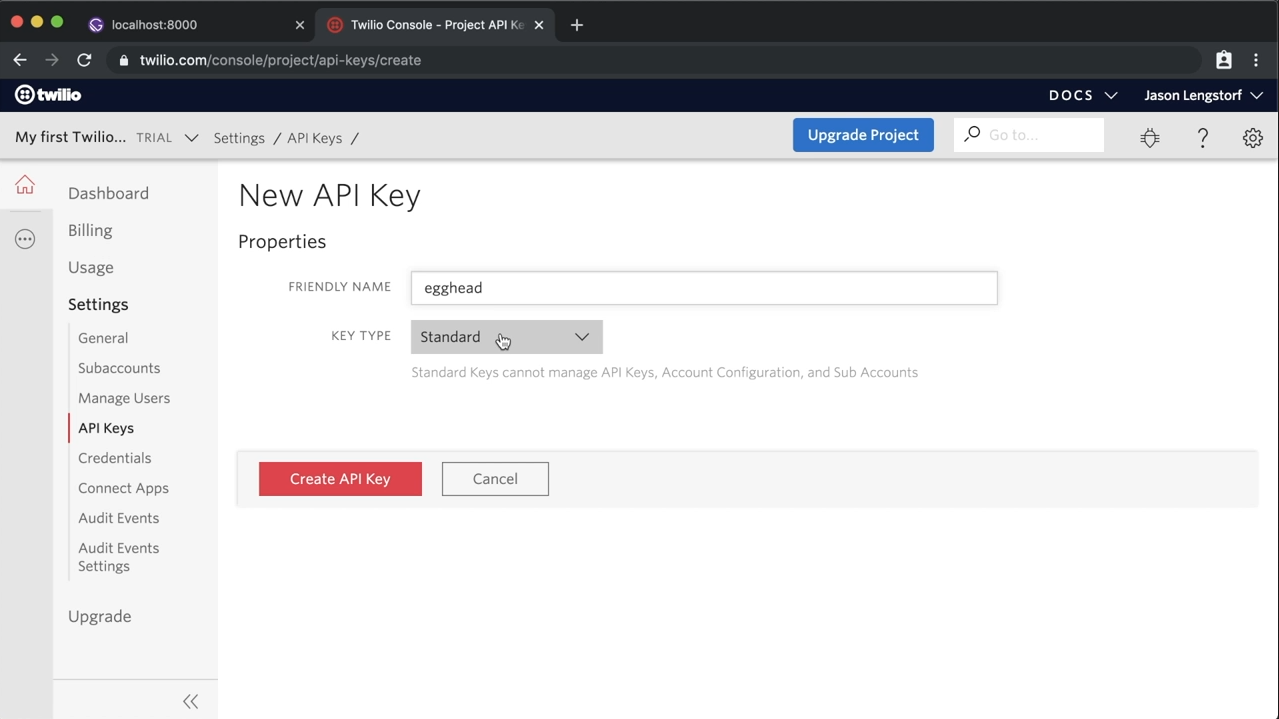 localhost:8000
Twilio Console - Project API Ke
twilio.com/console/project/api-keys/create
twilio
DOCS
Jason Lengstorf
My first Twilio... TRIAL
Settings / API Keys /
Upgrade Project
Go to...
Dashboard
Billing
Usage
Settings
General
Subaccounts
Manage Users
API Keys
Credentials
Connect Apps
Audit Events
Audit Events
Settings
Upgrade
New API Key
Properties
FRIENDLY NAME
egghead
KEY TYPE
Standard
Standard Keys cannot manage API Keys, Account Configuration, and Sub Accounts
Create API Key
Cancel